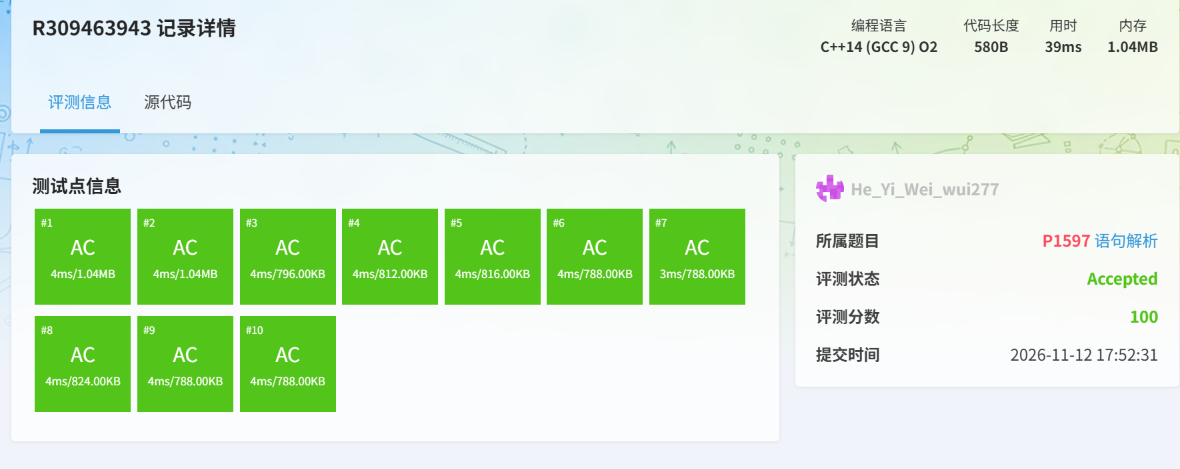 R309463943 记录详情
编程语言 代码长度 用时 内存
C++14 (GCC 9) O2 580B 39ms 1.04MB
评测信息 源代码
测试点信息
#1 #2 #3 #4 #5 #6 #7
AC AC AC AC AC AC AC
4ms/1.04MB 4ms/1.04MB 4ms/796.00KB 4ms/812.00KB 4ms/816.00KB 4ms/788.00KB 3ms/788.00KB
#8 #9 #10
AC AC AC
4ms/824.00KB 4ms/788.00KB 4ms/788.00KB
He_Yi_Wei_wui277
所属题目 P1597 语句解析
评测状态 Accepted
评测分数 100
提交时间 2026-11-12 17:52:31